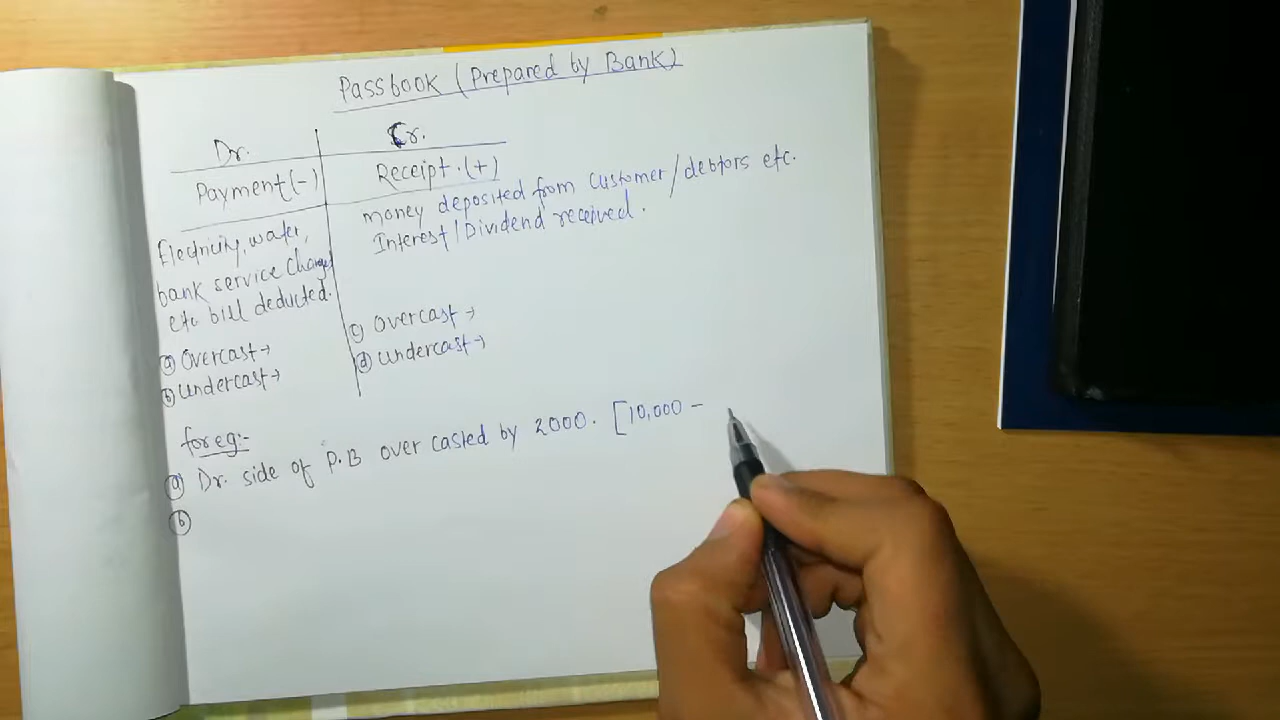 Passbook (Prepared by Bank)
Dr. Cr.
Payment(-) Receipt.(+)
money deposited from customer/debtors etc.
Interest/Dividend received.
Electricity, water,
bank service charges
etc bill deducted.
(a) Overcast→
(b) Undercast→
(c) Overcast→
(d) Undercast→
for eg:-
(a) Dr. side of P.B over casted by 2000. [10,000 -
(b)